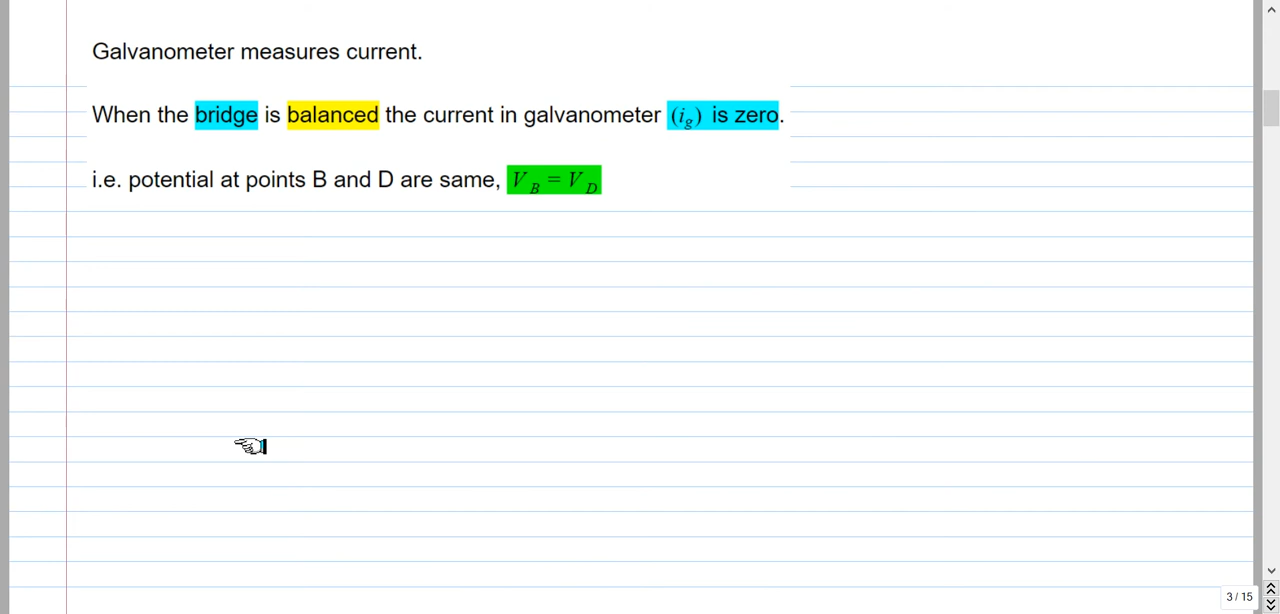 Galvanometer measures current.
When the bridge is balanced the current in galvanometer (i_g) is zero.
i.e. potential at points B and D are same, V_B = V_D
3 / 15